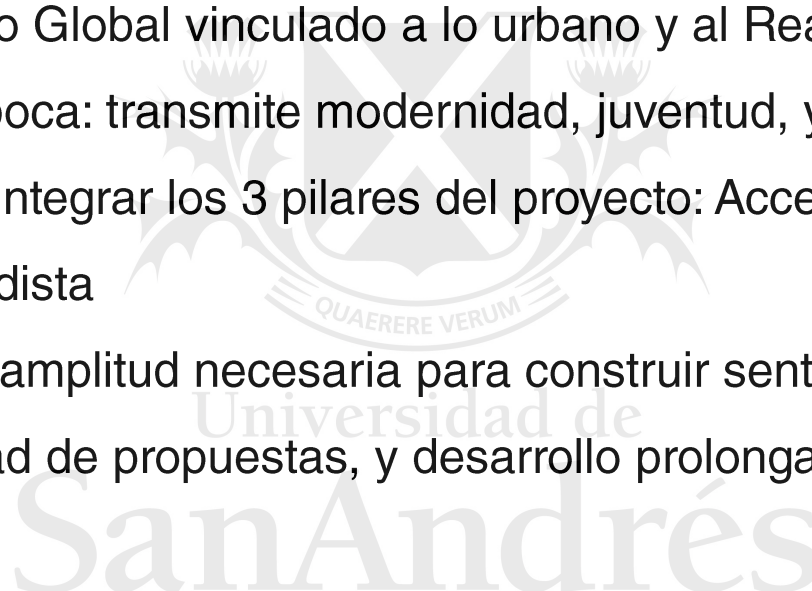 o Global vinculado a lo urbano y al Rea
poca: transmite modernidad, juventud, y
integrar los 3 pilares del proyecto: Acce
dista
QUAERERE VERUM
amplitud necesaria para construir sent
Universidad de
ad de propuestas, y desarrollo prolonga
SanAndrés